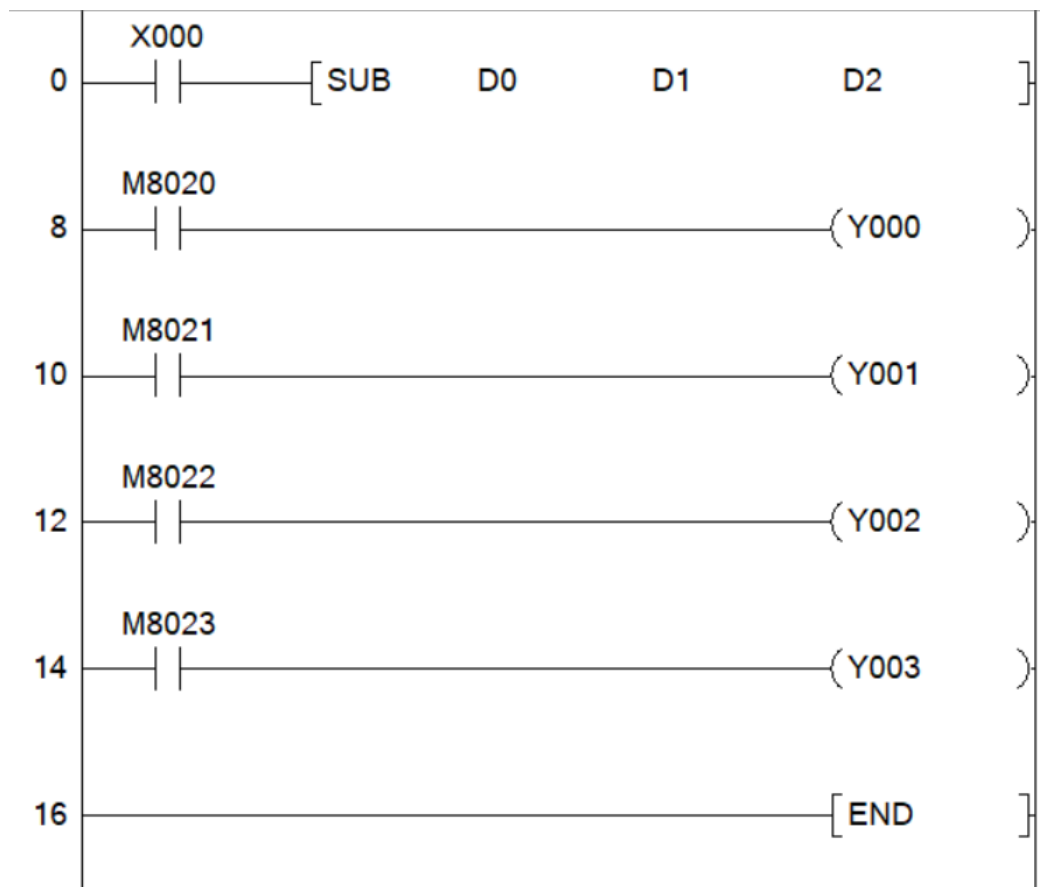 X000
0 [ SUB D0 D1 D2 ]
M8020
8 ( Y000 )
M8021
10 ( Y001 )
M8022
12 ( Y002 )
M8023
14 ( Y003 )
16 [ END ]